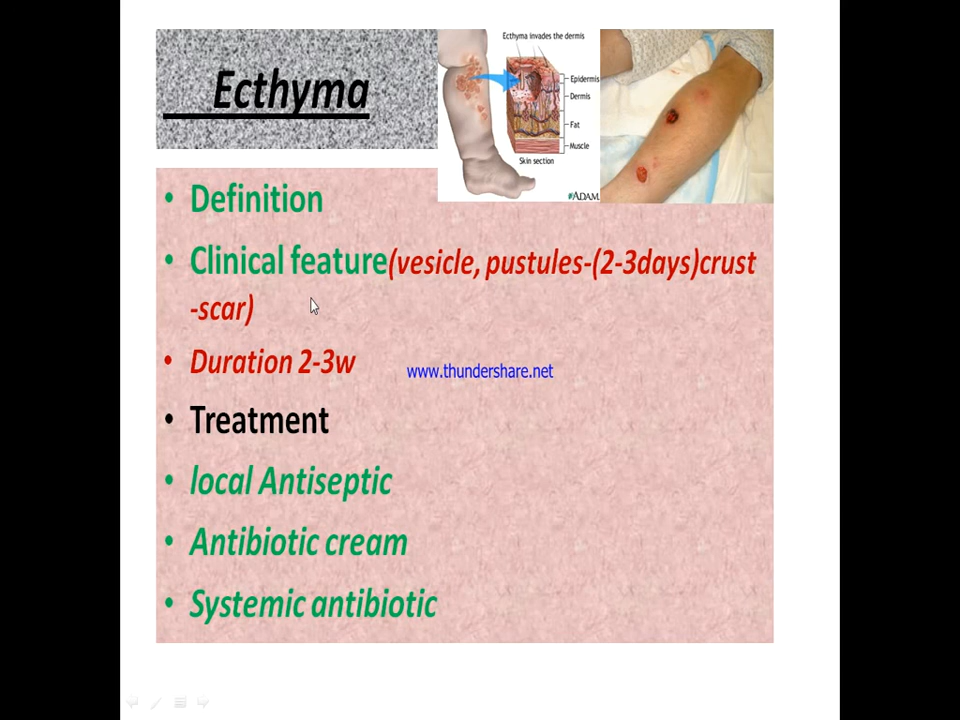 Ecthyma
Ecthyma invades the dermis
Epidermis
Dermis
Fat
Muscle
Skin section
ADAM
• Definition
• Clinical feature(vesicle, pustules-(2-3days)crust
-scar)
• Duration 2-3w
www.thundershare.net
• Treatment
• local Antiseptic
• Antibiotic cream
• Systemic antibiotic